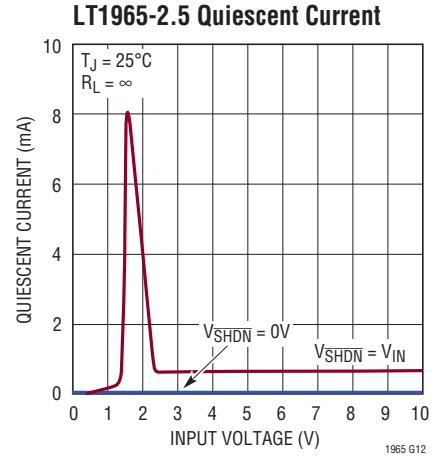 LT1965-2.5 Quiescent Current
10
TJ = 25°C
RL = ∞
8
6
4
2
0
QUIESCENT CURRENT (mA)
VSHDN = 0V
VSHDN = VIN
0 1 2 3 4 5 6 7 8 9 10
INPUT VOLTAGE (V)
1965 G12